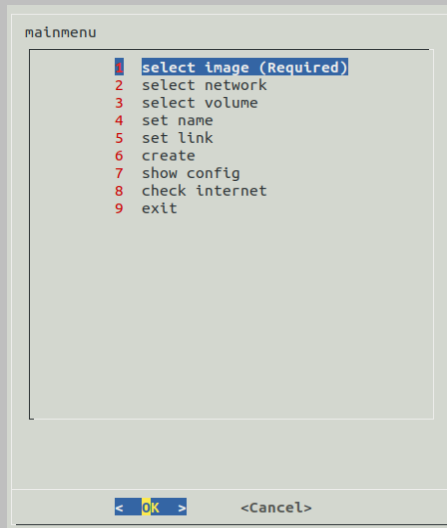 mainmenu
1 select image (Required)
2 select network
3 select volume
4 set name
5 set link
6 create
7 show config
8 check internet
9 exit
< OK > <Cancel>